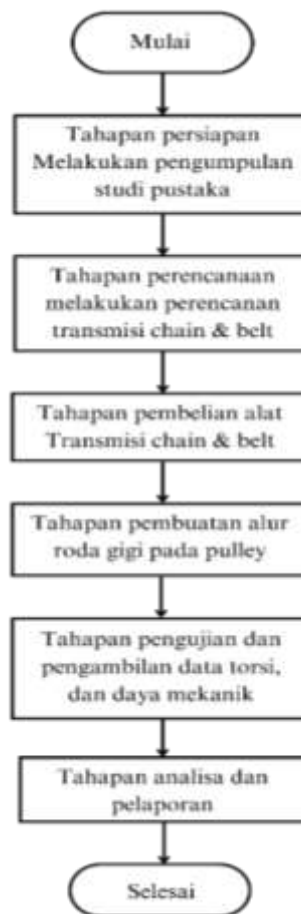 Mulai
Tahapan persiapan
Melakukan pengumpulan
studi pustaka
Tahapan perencanaan
melakukan perencanan
transmisi chain & belt
Tahapan pembelian alat
Transmisi chain & belt
Tahapan pembuatan alur
roda gigi pada pulley
Tahapan pengujian dan
pengambilan data torsi,
dan daya mekanik
Tahapan analisa dan
pelaporan
Selesai